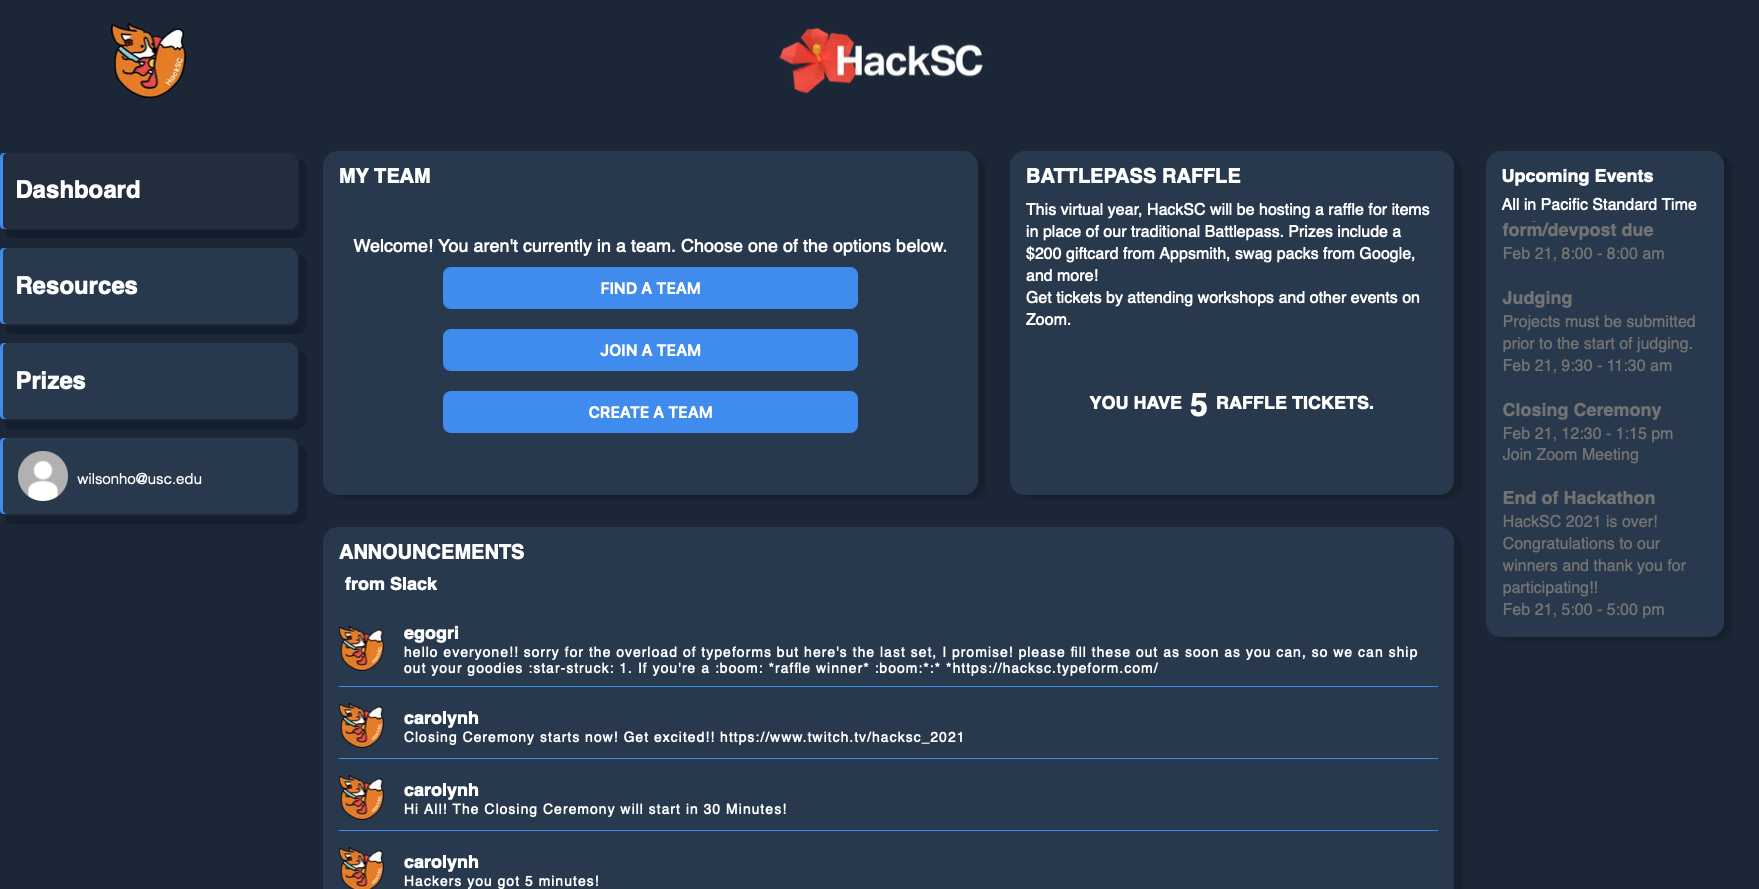 HackSC
HackSC
Dashboard
Resources
Prizes
wilsonho@usc.edu
MY TEAM
Welcome! You aren't currently in a team. Choose one of the options below.
FIND A TEAM
JOIN A TEAM
CREATE A TEAM
BATTLEPASS RAFFLE
This virtual year, HackSC will be hosting a raffle for items
in place of our traditional Battlepass. Prizes include a
$200 giftcard from Appsmith, swag packs from Google,
and more!
Get tickets by attending workshops and other events on
Zoom.
YOU HAVE 5 RAFFLE TICKETS.
Upcoming Events
All in Pacific Standard Time
form/devpost due
Feb 21, 8:00 - 8:00 am
Judging
Projects must be submitted
prior to the start of judging.
Feb 21, 9:30 - 11:30 am
Closing Ceremony
Feb 21, 12:30 - 1:15 pm
Join Zoom Meeting
End of Hackathon
HackSC 2021 is over!
Congratulations to our
winners and thank you for
participating!!
Feb 21, 5:00 - 5:00 pm
ANNOUNCEMENTS
from Slack
egogri
hello everyone!! sorry for the overload of typeforms but here's the last set, I promise! please fill these out as soon as you can, so we can ship
out your goodies :star-struck: 1. If you're a :boom: *raffle winner* :boom:*:* *https://hacksc.typeform.com/
carolynh
Closing Ceremony starts now! Get excited!! https://www.twitch.tv/hacksc_2021
carolynh
Hi All! The Closing Ceremony will start in 30 Minutes!
carolynh
Hackers you got 5 minutes!